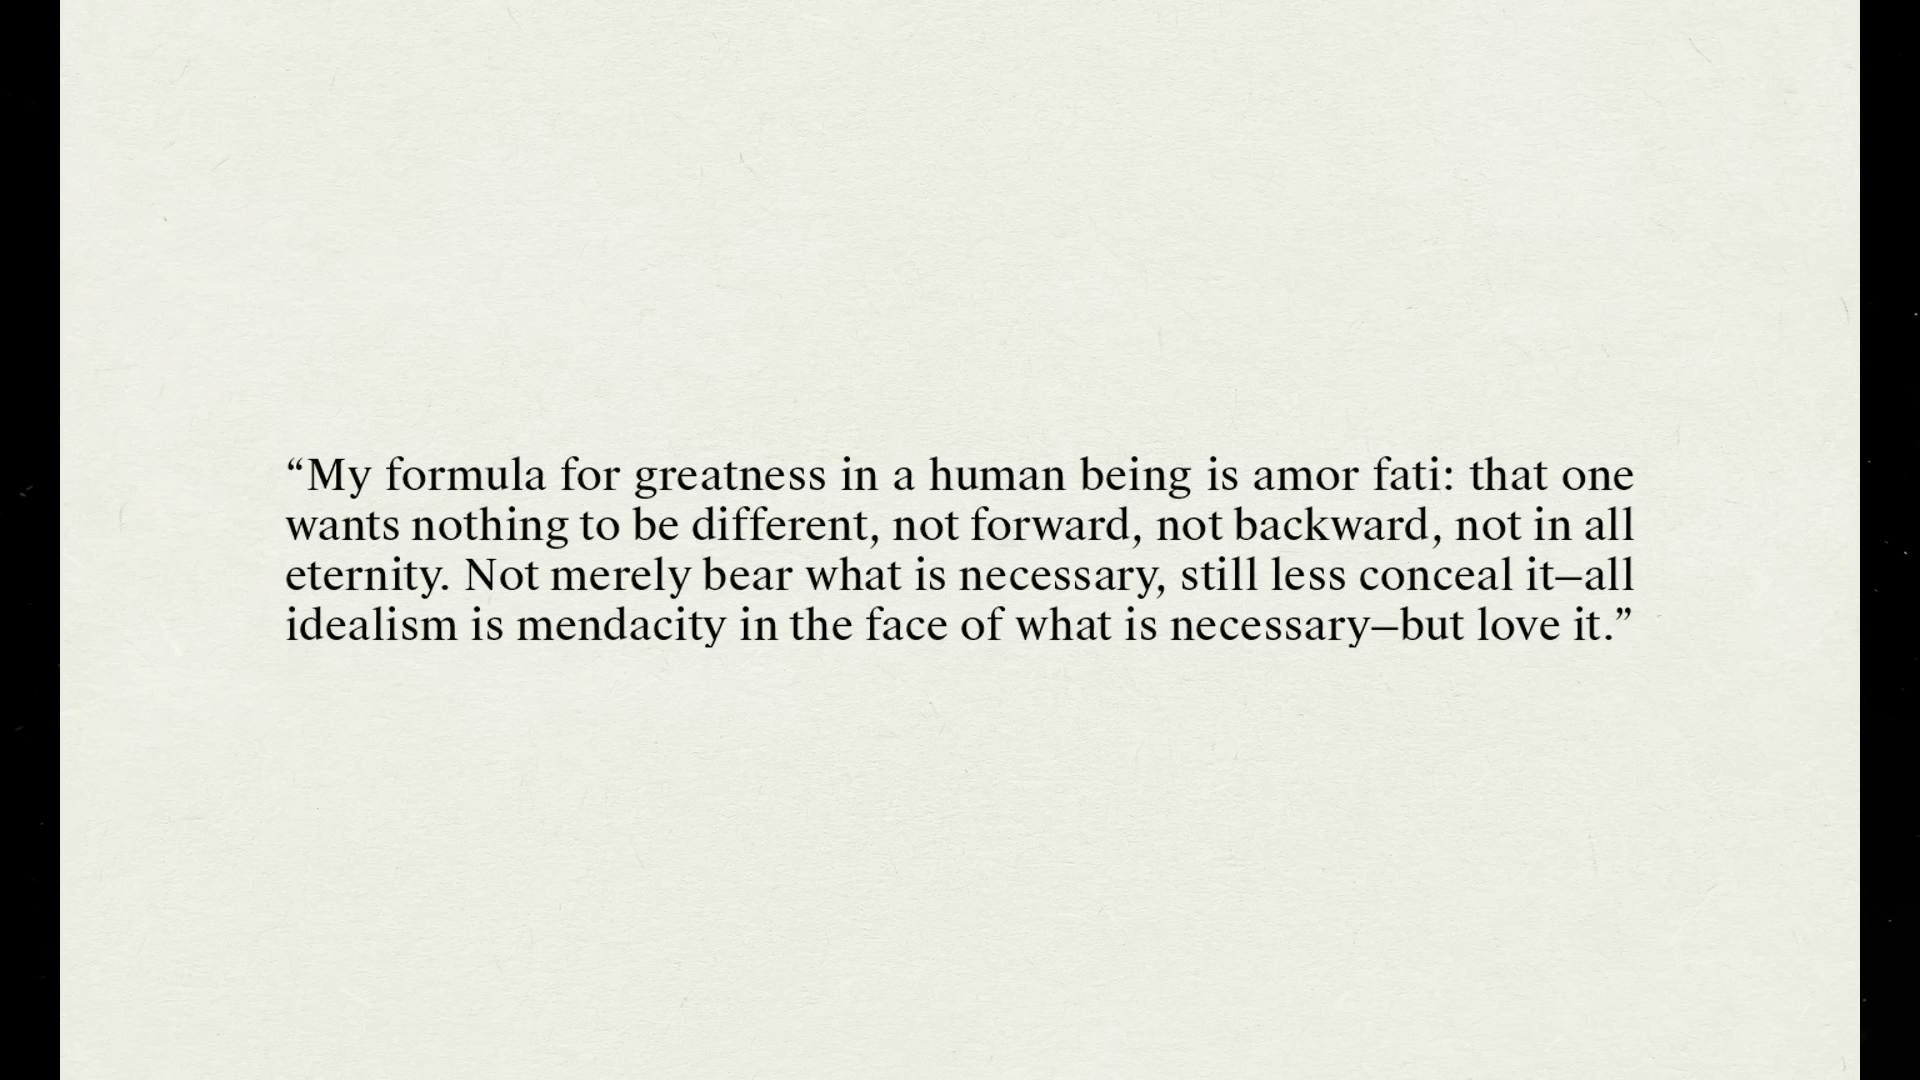 “My formula for greatness in a human being is amor fati: that one
wants nothing to be different, not forward, not backward, not in all
eternity. Not merely bear what is necessary, still less conceal it—all
idealism is mendacity in the face of what is necessary—but love it.”